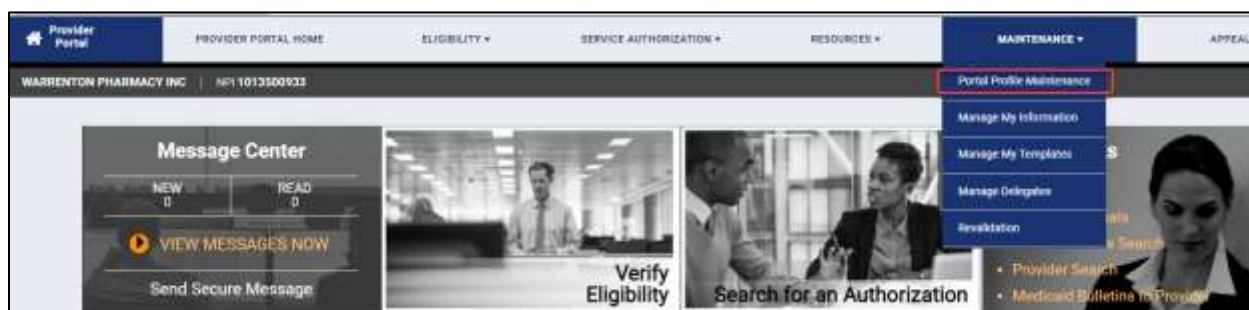 Provider
Portal
PROVIDER PORTAL HOME
ELIGIBILITY
SERVICE AUTHORIZATION
RESOURCES
MAINTENANCE
APPEAL
WARRENTON PHARMACY INC | NPI 1013500933
Portal Profile Maintenance
Manage My Information
Manage My Templates
Manage Delegates
Revalidation
Message Center
NEW
0
READ
0
VIEW MESSAGES NOW
Send Secure Message
Verify
Eligibility
Search for an Authorization
S
als
s Search
• Provider Search
• Medicaid Bulletins to Provider